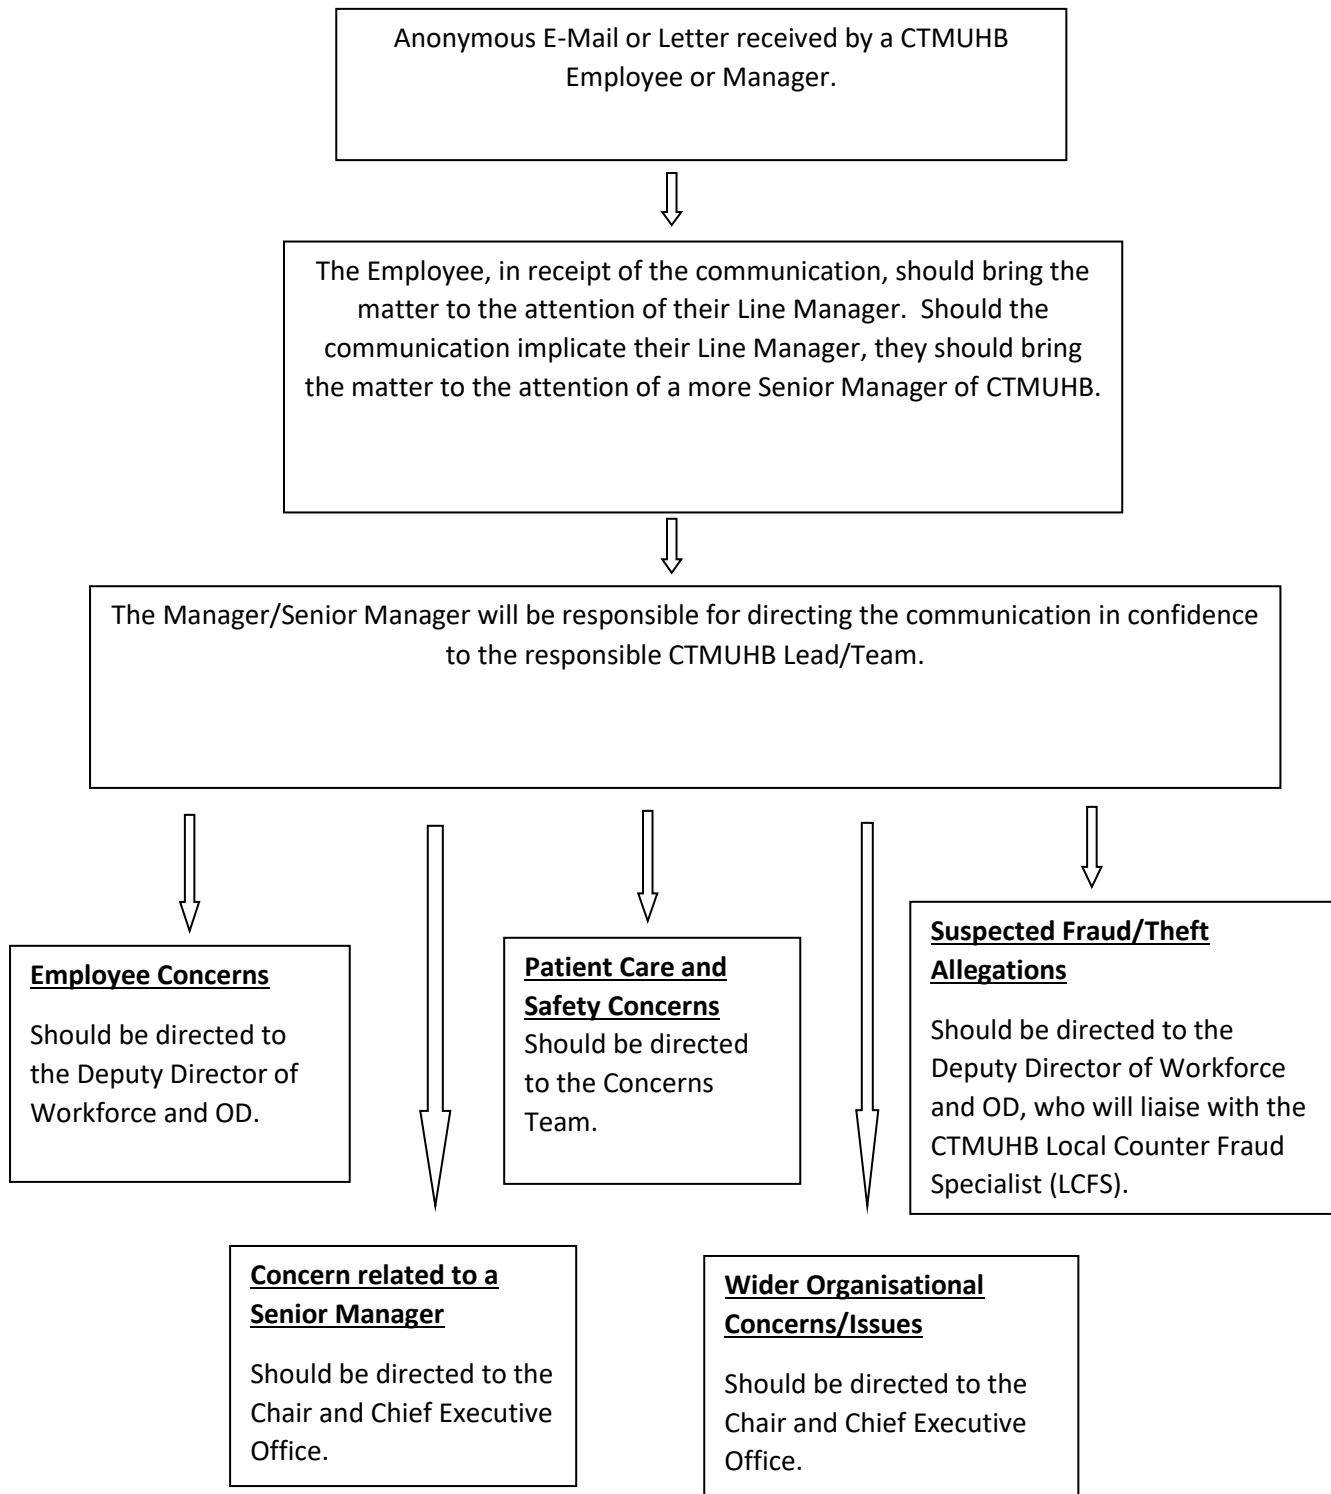 Anonymous E-Mail or Letter received by a CTMUHB
Employee or Manager.
The Employee, in receipt of the communication, should bring the
matter to the attention of their Line Manager.  Should the
communication implicate their Line Manager, they should bring
the matter to the attention of a more Senior Manager of CTMUHB.
The Manager/Senior Manager will be responsible for directing the communication in confidence
to the responsible CTMUHB Lead/Team.
Employee Concerns
Should be directed to
the Deputy Director of
Workforce and OD.
Patient Care and
Safety Concerns
Should be directed
to the Concerns
Team.
Suspected Fraud/Theft
Allegations
Should be directed to the
Deputy Director of Workforce
and OD, who will liaise with the
CTMUHB Local Counter Fraud
Specialist (LCFS).
Concern related to a
Senior Manager
Should be directed to the
Chair and Chief Executive
Office.
Wider Organisational
Concerns/Issues
Should be directed to the
Chair and Chief Executive
Office.